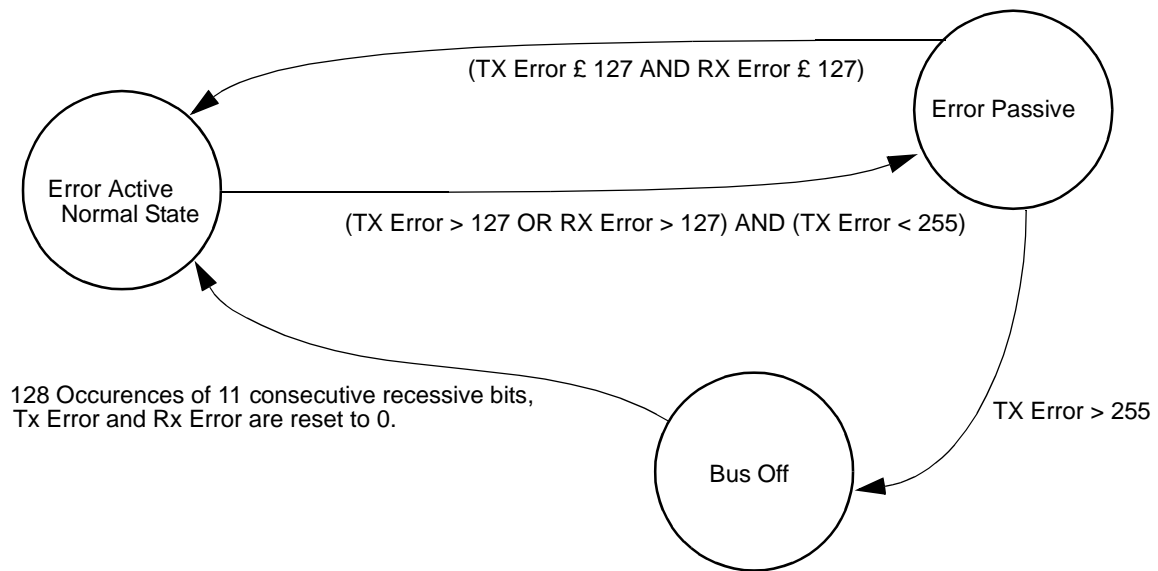 (TX Error £ 127 AND RX Error £ 127)
Error Passive
Error Active
Normal State
(TX Error > 127 OR RX Error > 127) AND (TX Error < 255)
128 Occurences of 11 consecutive recessive bits,
Tx Error and Rx Error are reset to 0.
TX Error > 255
Bus Off